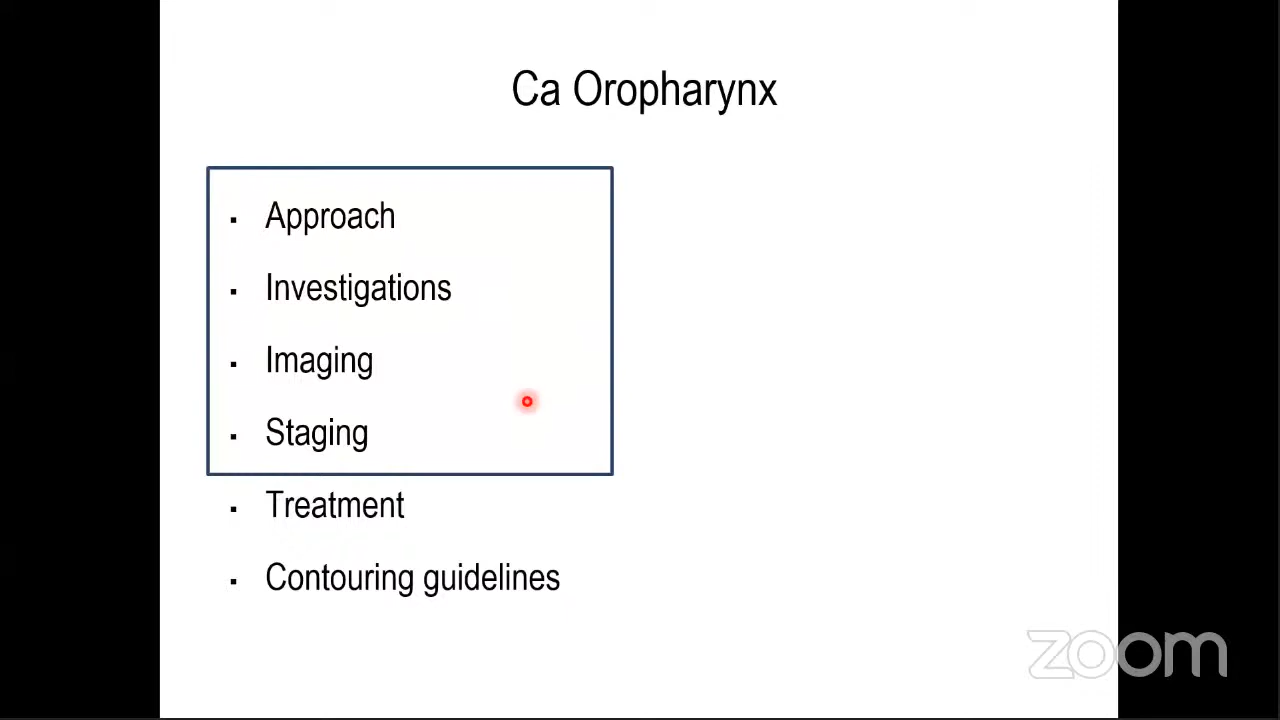 Ca Oropharynx
▪ Approach
▪ Investigations
▪ Imaging
▪ Staging
▪ Treatment
▪ Contouring guidelines
zoom